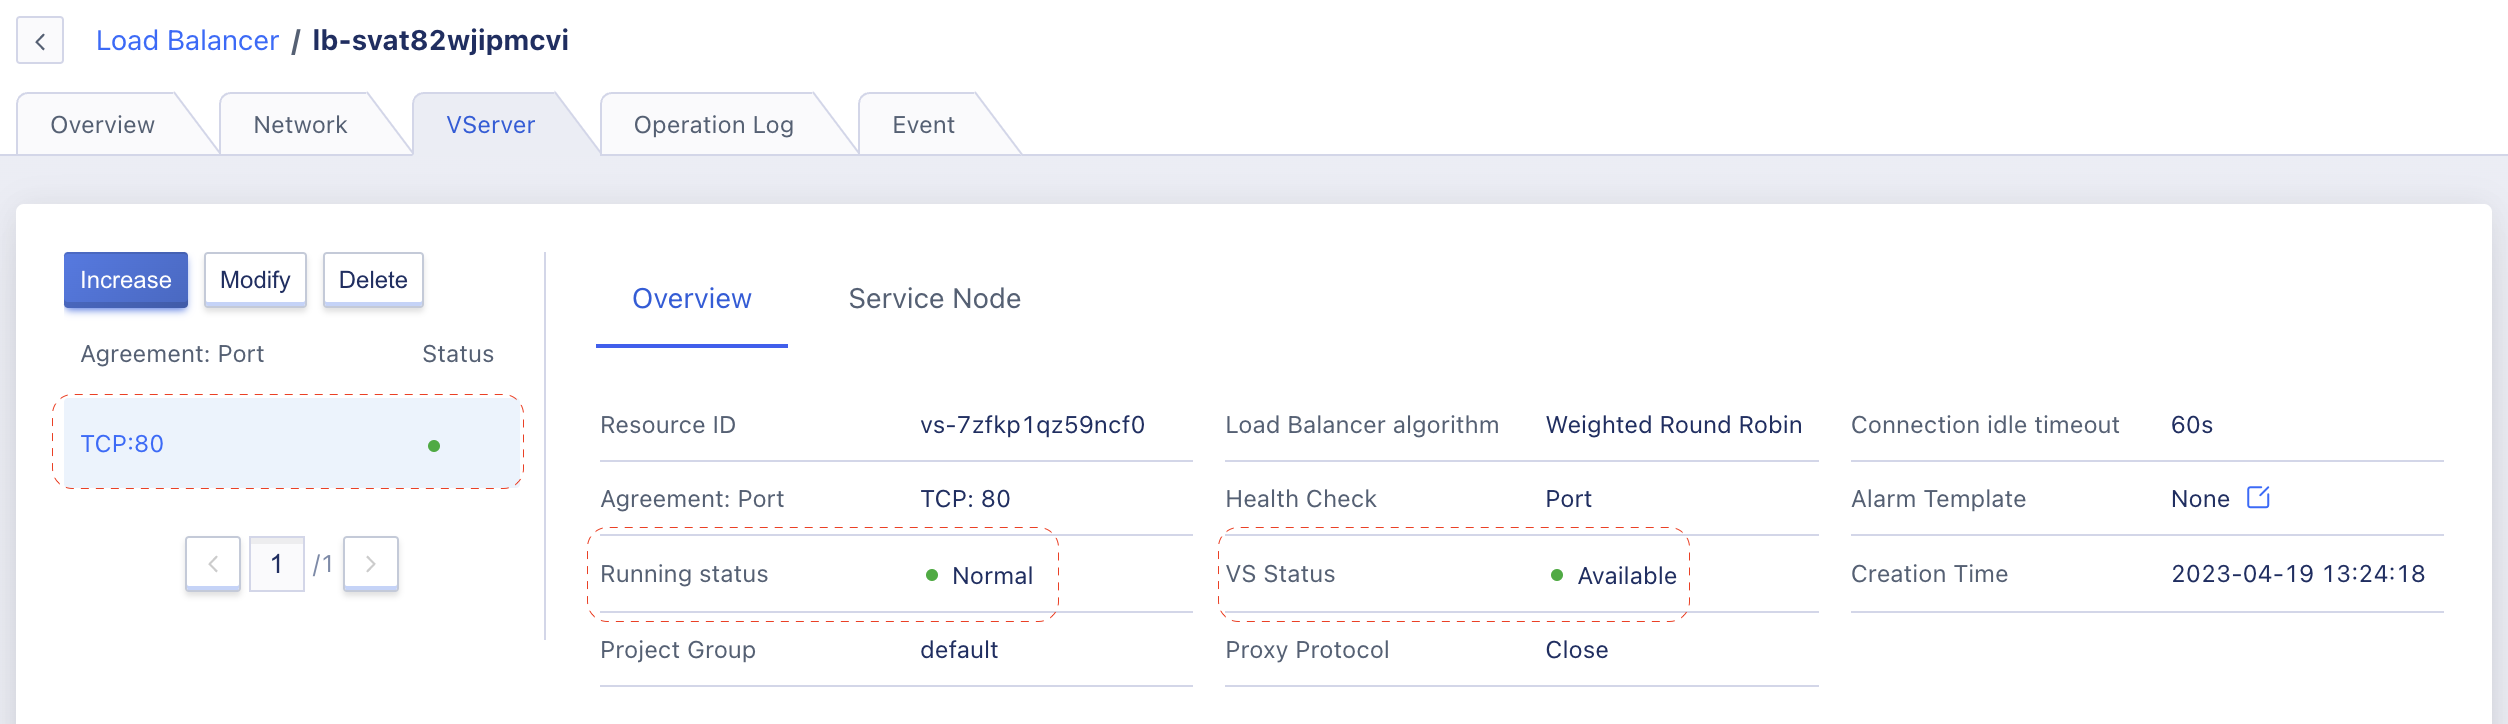 Load Balancer / lb-svat82wjipmcvi
Overview Network VServer Operation Log Event
Increase Modify Delete
Agreement: Port Status
TCP:80
1 /1
Overview Service Node
Resource ID vs-7zfkp1qz59ncf0 Load Balancer algorithm Weighted Round Robin Connection idle timeout 60s
Agreement: Port TCP: 80 Health Check Port Alarm Template None
Running status Normal VS Status Available Creation Time 2023-04-19 13:24:18
Project Group default Proxy Protocol Close